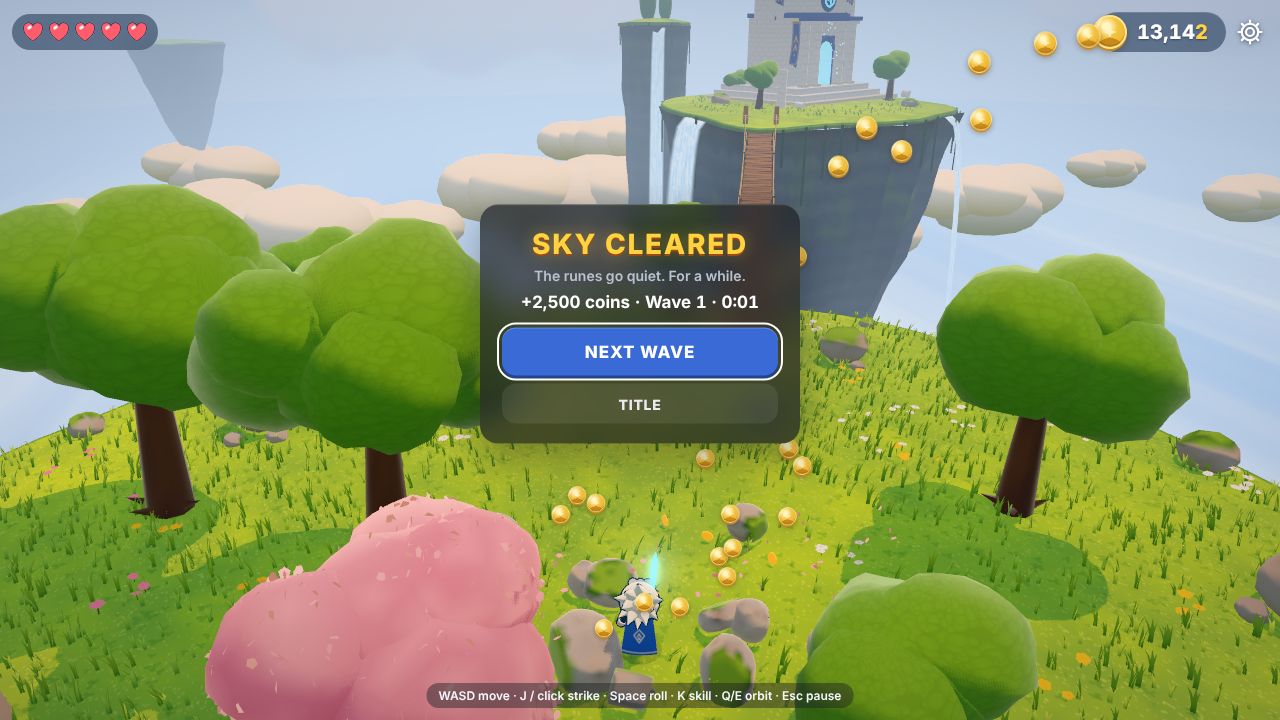 13,142
SKY CLEARED
The runes go quiet. For a while.
+2,500 coins · Wave 1 · 0:01
NEXT WAVE
TITLE
WASD move · J / click strike · Space roll · K skill · Q/E orbit · Esc pause